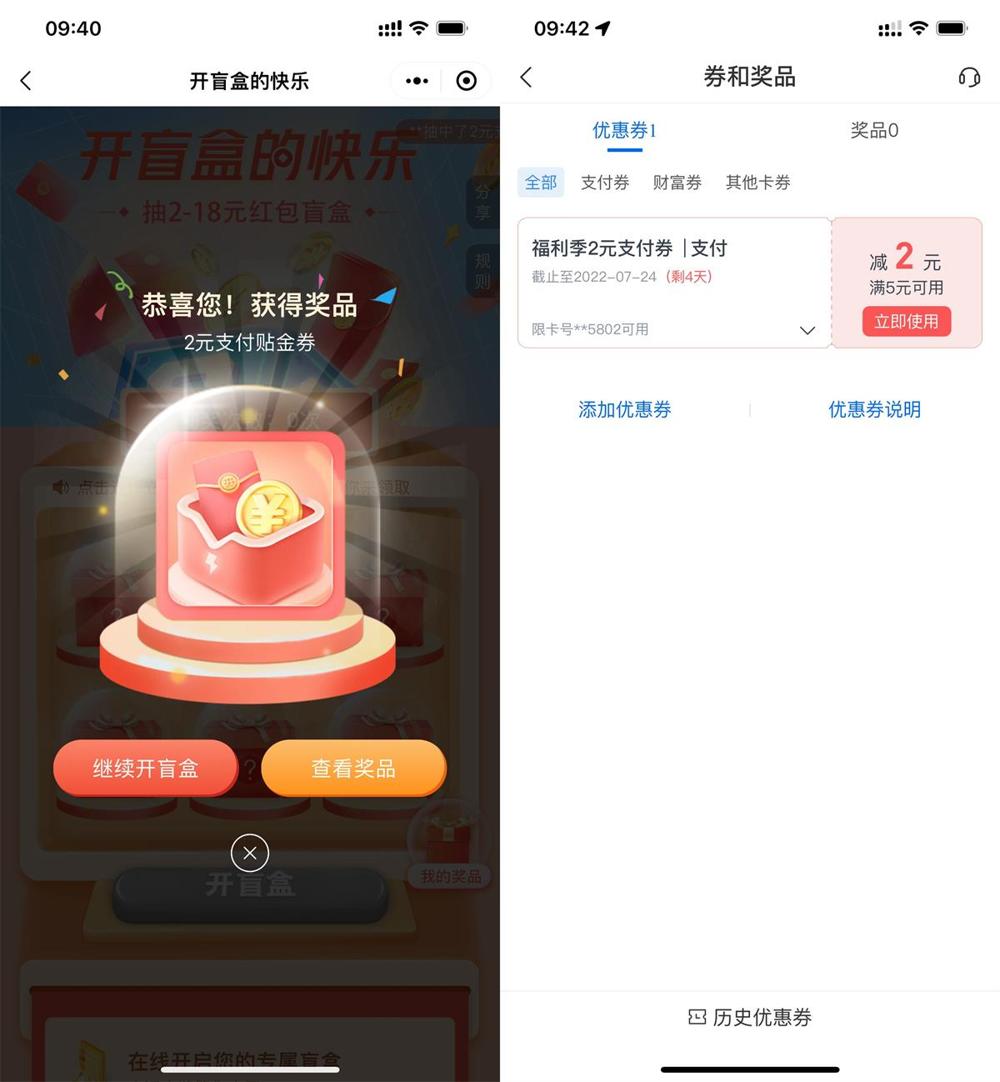 09:40
开盲盒的快乐
**抽中了2元
开盲盒的快乐
抽2-18元红包盲盒
分享
规则
恭喜您！获得奖品
2元支付贴金券
继续开盲盒
查看奖品
我的奖品
开盲盒
在线开启您的专属盲盒
09:42
券和奖品
优惠券1
奖品0
全部
支付券
财富券
其他卡券
福利季2元支付券 |支付
截止至2022-07-24（剩4天）
限卡号**5802可用
减 2 元
满5元可用
立即使用
添加优惠券
优惠券说明
历史优惠券